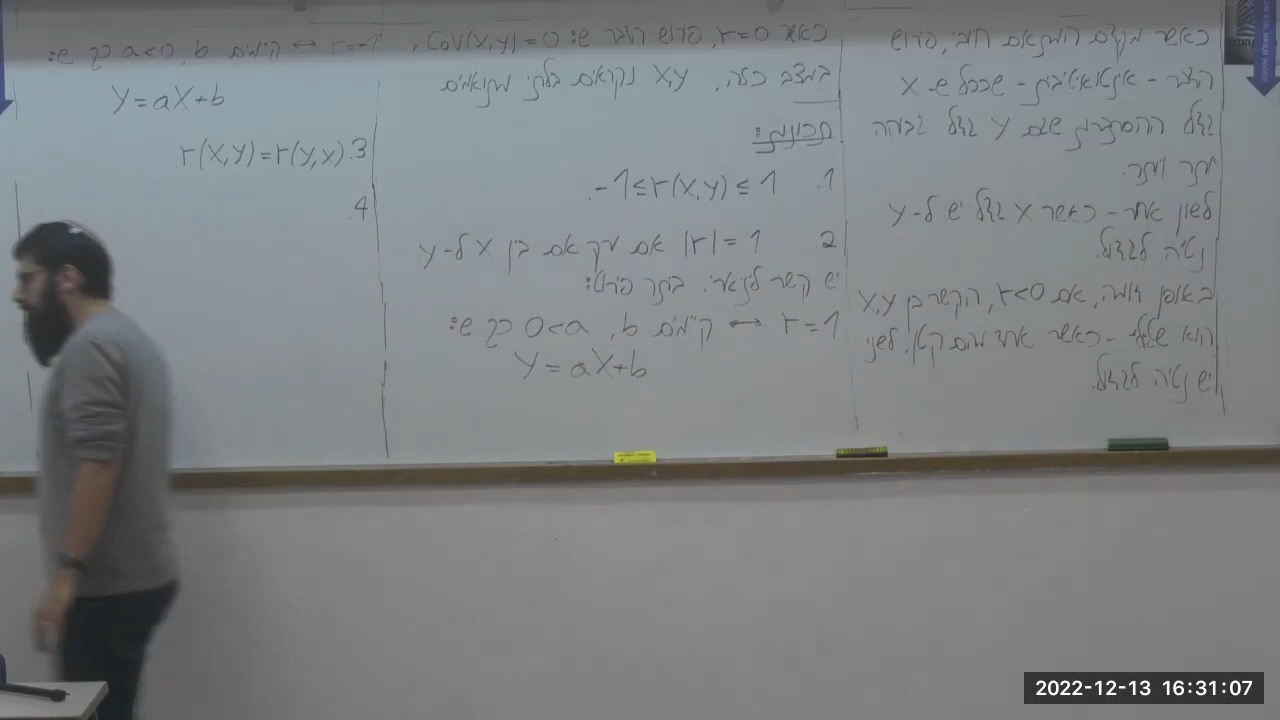 כאשר מקדם המתאם חיובי, פירוש
הדבר - אינטואיטיבית - שככל ש-X
גדל ההסתברות שגם Y גדל גבוהה
יותר ויותר.
לשון אחר - כאשר X גדל יש ל-Y
נטיה לגדול.
באופן דומה, אם r<0, הקשר בין X,Y
הוא שלילי - כאשר אחד מהם קטן, לשני
יש נטיה לגדול.
כאשר r=0, פירוש הדבר ש: Cov(X,Y)=0,
במצב כזה, X,Y נקראים בלתי מתואמים
תכונות:
1. -1≤r(X,Y)≤1.
2 |r|=1 אם ורק אם בין X ל-Y
יש קשר לינארי. ביתר פירוט:
r=1 ↔ קיימים b, 0<a כך ש:
Y=aX+b
r=-1 ↔ קיימים b, a<0 כך ש:
Y=aX+b
3. r(X,Y)=r(Y,X).
4.
2022-12-13 16:31:07